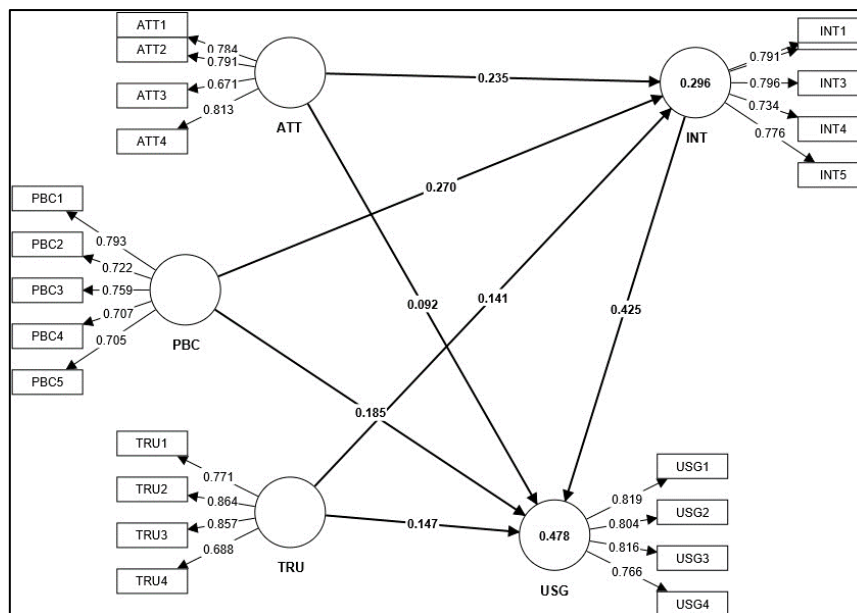 ATT1
ATT2
ATT3
ATT4
0.784
0.791
0.671
0.813
ATT
PBC1
PBC2
PBC3
PBC4
PBC5
0.793
0.722
0.759
0.707
0.705
PBC
TRU1
TRU2
TRU3
TRU4
0.771
0.864
0.857
0.688
TRU
0.235
0.270
0.141
0.092
0.185
0.147
0.425
0.296
INT
0.791
0.796
0.734
0.776
INT1
INT3
INT4
INT5
0.478
USG
0.819
0.804
0.816
0.766
USG1
USG2
USG3
USG4